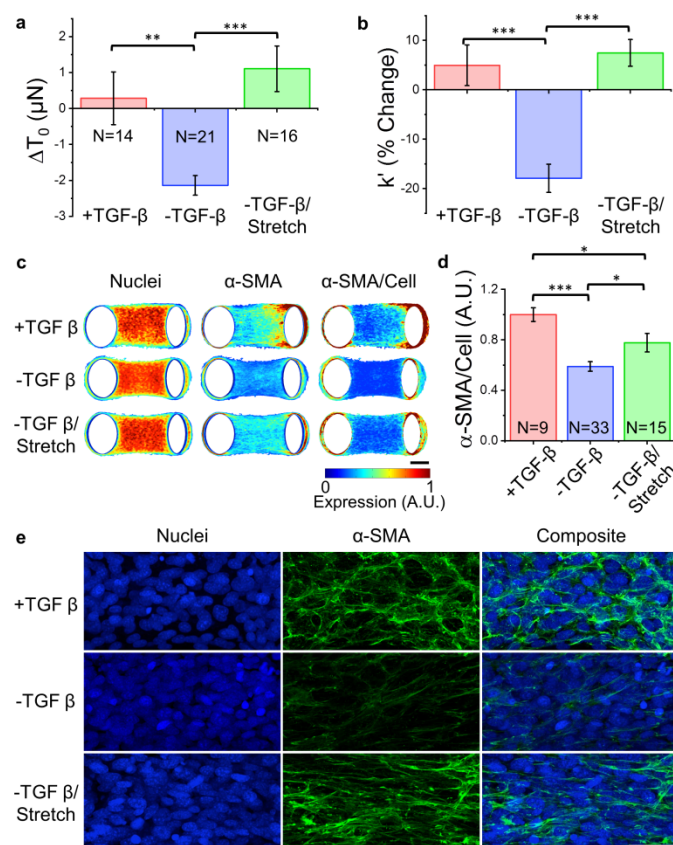 a
** ***
ΔT₀ (μN)
2
1
0
-1
-2
-3
N=14 N=21 N=16
+TGF-β -TGF-β -TGF-β/
Stretch
b
*** ***
k' (% Change)
10
0
-10
-20
+TGF-β -TGF-β -TGF-β/
Stretch
c
Nuclei α-SMA α-SMA/Cell
+TGF β
-TGF β
-TGF β/
Stretch
0 1
Expression (A.U.)
d
*
*** *
α-SMA/Cell (A.U.)
1.2
0.8
0.4
0.0
N=9 N=33 N=15
+TGF-β
-TGF-β
-TGF-β/
Stretch
e
Nuclei α-SMA Composite
+TGF β
-TGF β
-TGF β/
Stretch